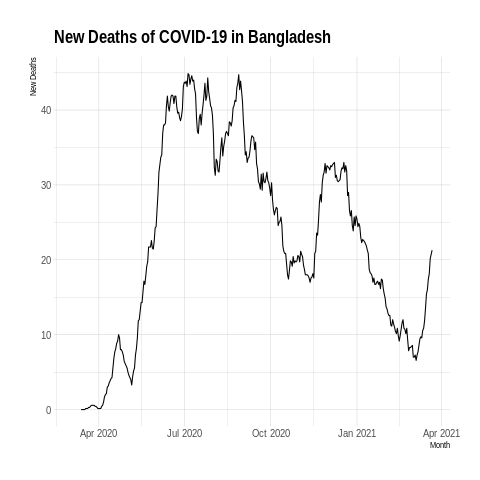 New Deaths of COVID-19 in Bangladesh
New Deaths
40
30
20
10
0
Apr 2020 Jul 2020 Oct 2020 Jan 2021 Apr 2021
Month